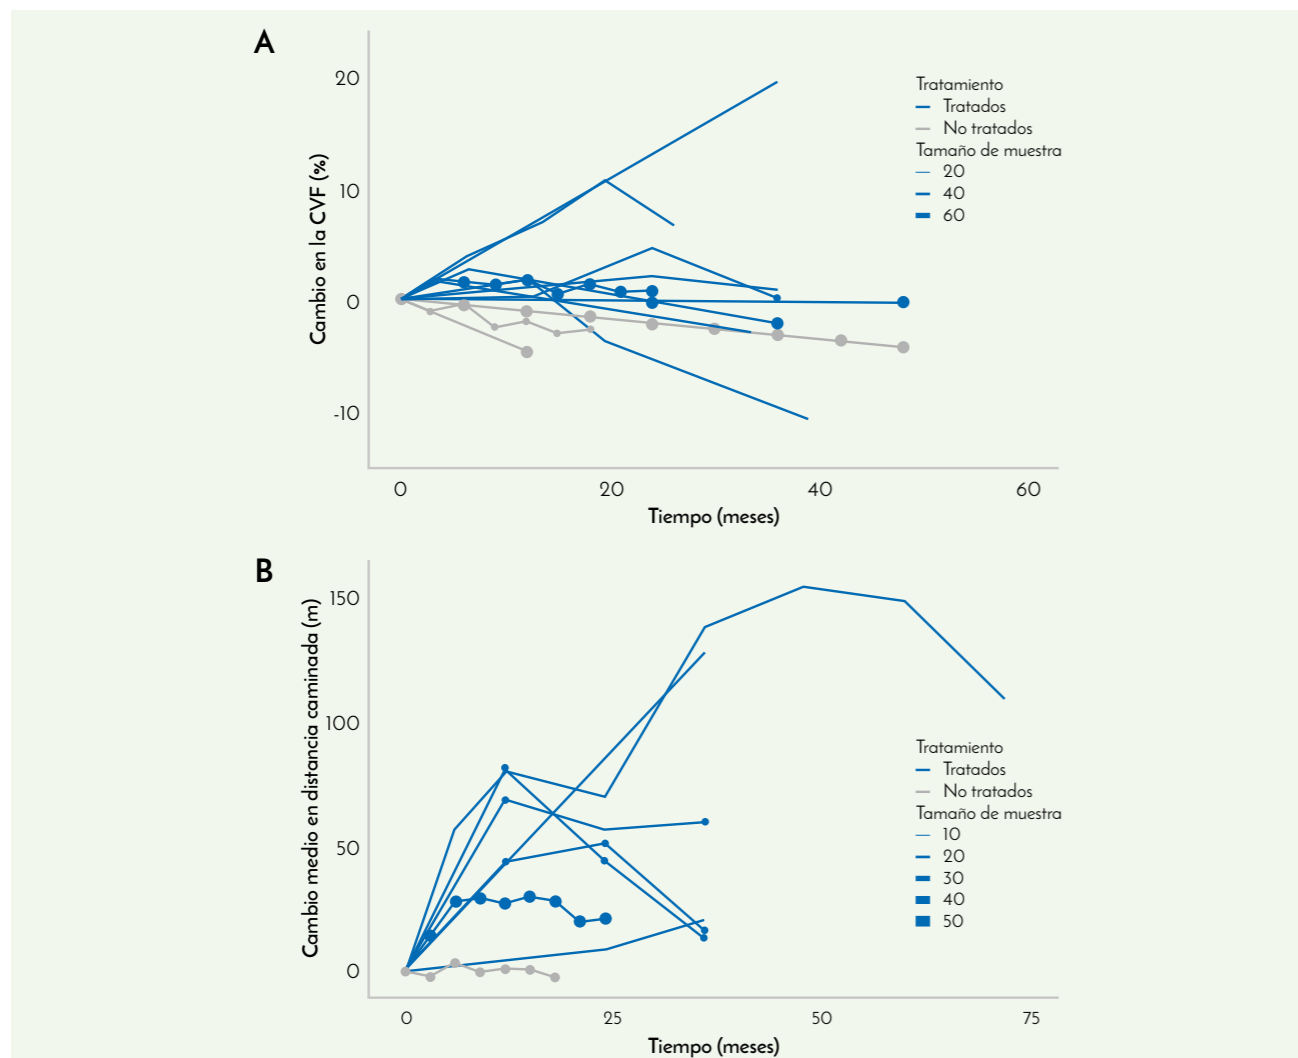 A
Cambio en la CVF (%)
20
10
0
-10
0 20 40 60
Tiempo (meses)
Tratamiento
Tratados
No tratados
Tamaño de muestra
20
40
60
B
Cambio medio en distancia caminada (m)
150
100
50
0
0 25 50 75
Tiempo (meses)
Tratamiento
Tratados
No tratados
Tamaño de muestra
10
20
30
40
50